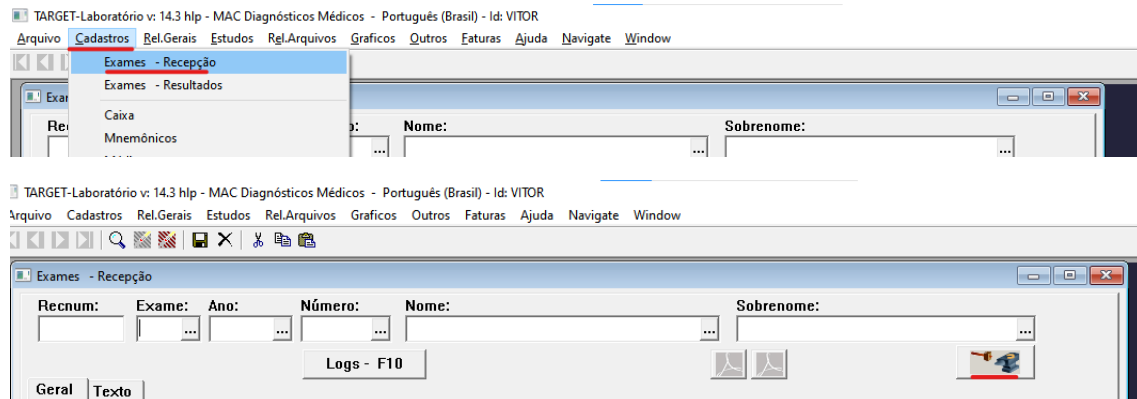 TARGET-Laboratório v: 14.3 hlp - MAC Diagnósticos Médicos - Português (Brasil) - Id: VITOR
Arquivo Cadastros Rel.Gerais Estudos Rel.Arquivos Graficos Outros Faturas Ajuda Navigate Window
Exames - Recepção
Exames - Resultados
Caixa
Mnemônicos
Nome: Sobrenome:
... ... ...
TARGET-Laboratório v: 14.3 hlp - MAC Diagnósticos Médicos - Português (Brasil) - Id: VITOR
Arquivo Cadastros Rel.Gerais Estudos Rel.Arquivos Graficos Outros Faturas Ajuda Navigate Window
Exames - Recepção
Recnum: Exame: Ano: Número: Nome: Sobrenome:
... ... ... ... ...
Logs - F10
Geral Texto